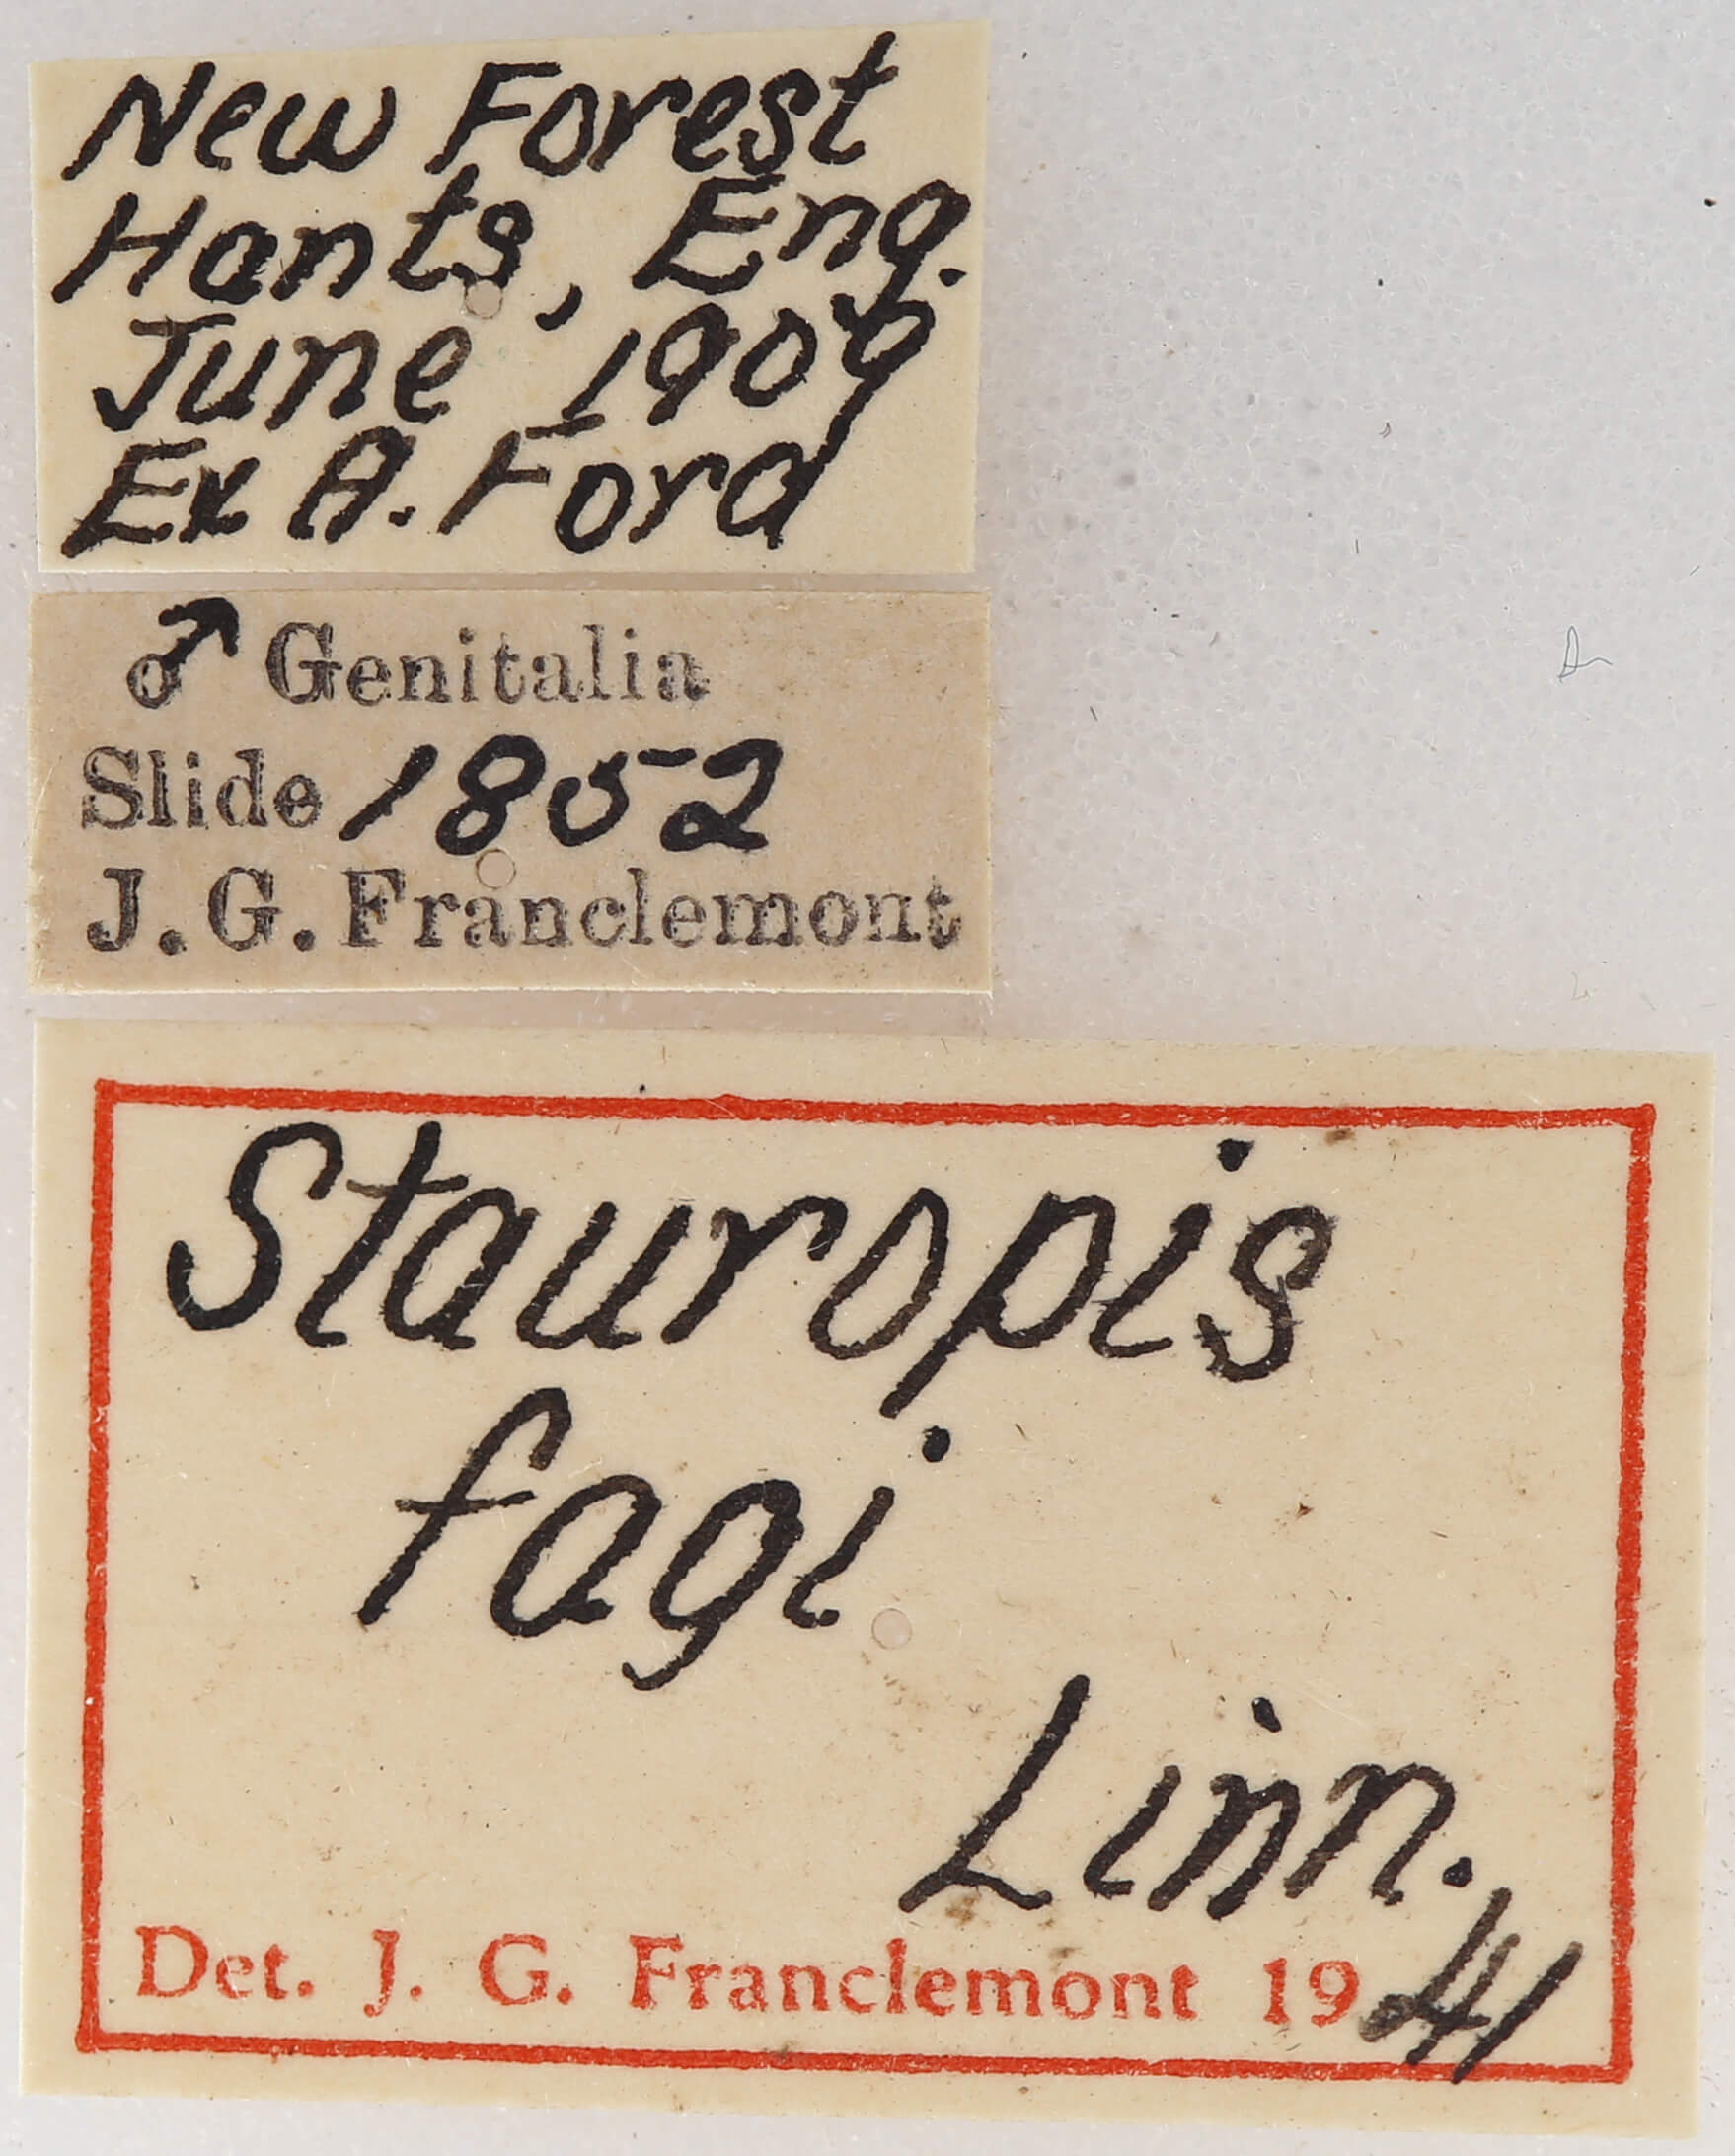 New Forest
Hants, Eng.
June, 1909
Ex A. Ford
♂ Genitalia
Slide 1852
J. G. Franclemont
Stauropis
fagi
Linn.
Det. J. G. Franclemont 1941